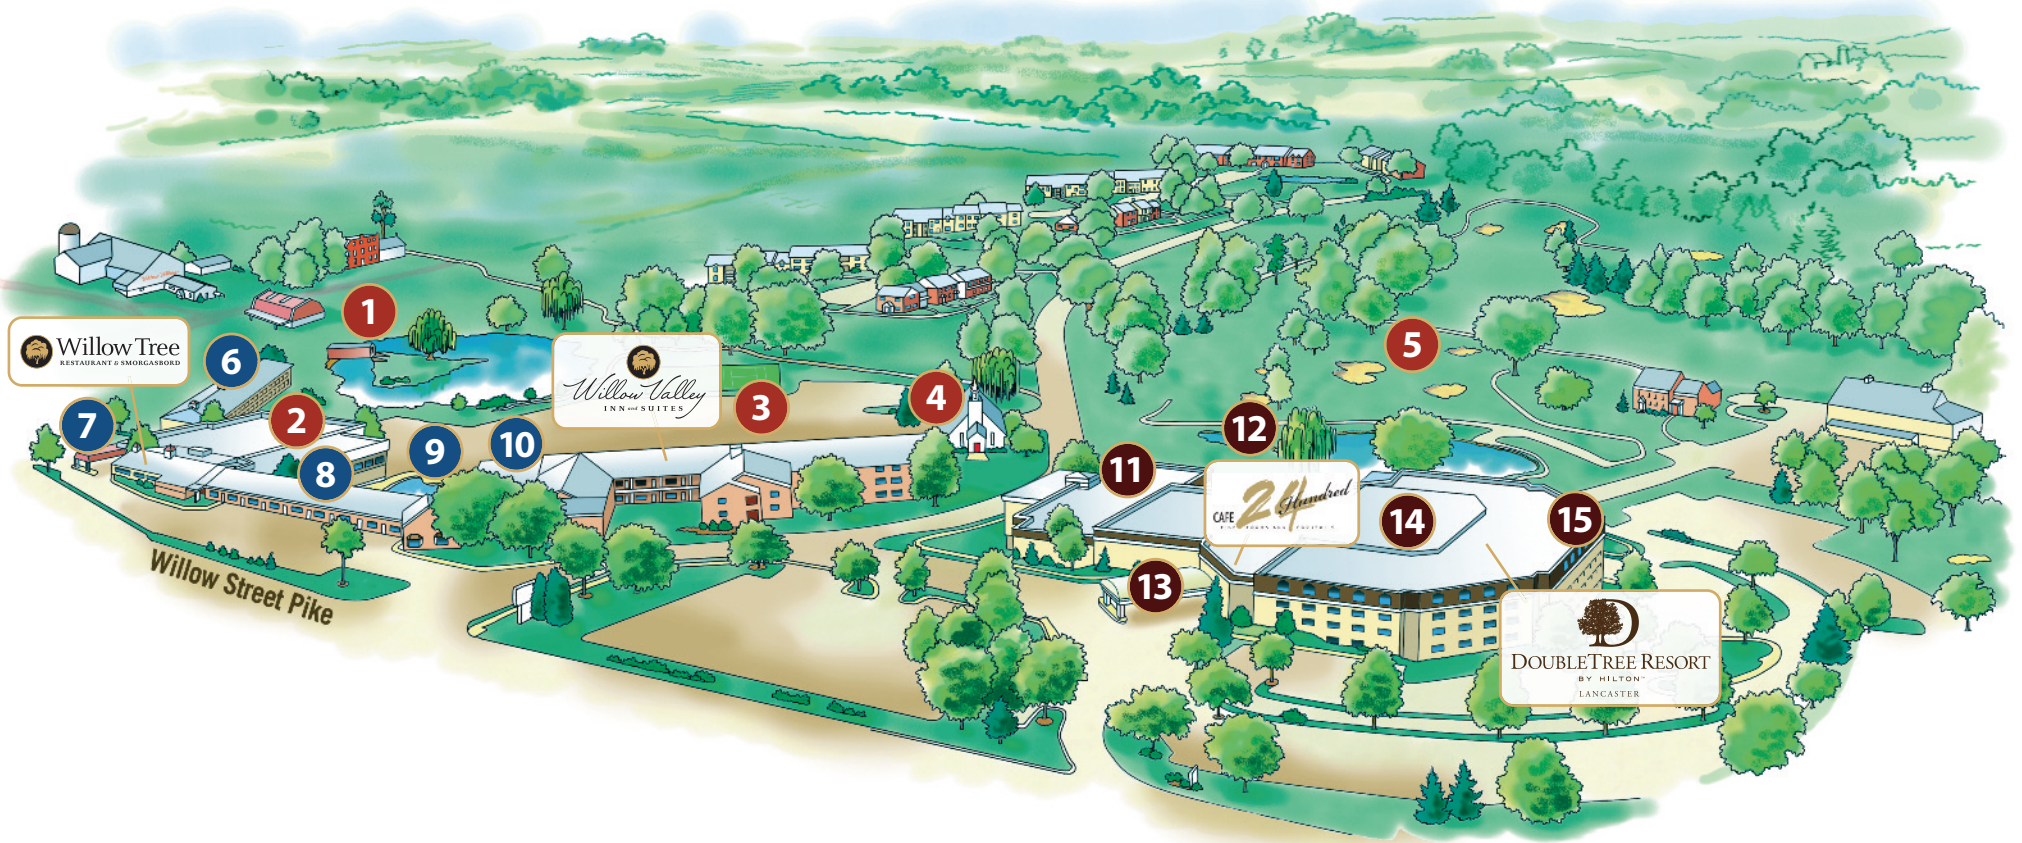 1
Willow Tree
RESTAURANT & SMORGASBORD
6
5
Willow Valley
INN and SUITES
7
2
3
4
8
9
10
12
11
CAFE 24 Hundred
14
15
13
Willow Street Pike
DOUBLETREE RESORT
BY HILTON™
LANCASTER